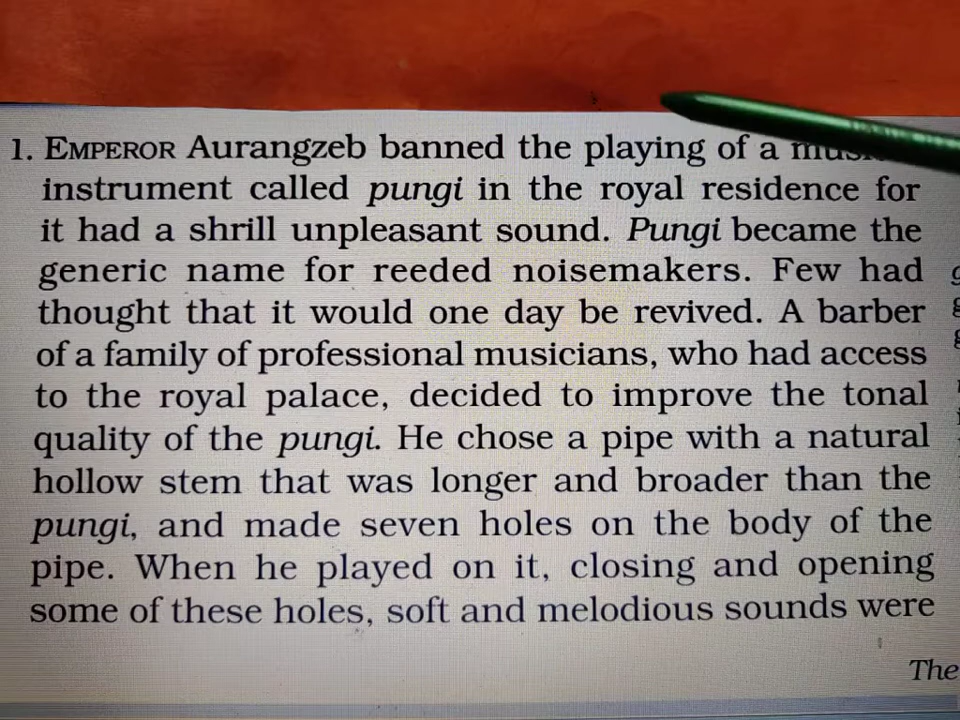 1. EMPEROR Aurangzeb banned the playing of a
instrument called pungi in the royal residence for
it had a shrill unpleasant sound. Pungi became the
generic name for reeded noisemakers. Few had
thought that it would one day be revived. A barber
of a family of professional musicians, who had access
to the royal palace, decided to improve the tonal
quality of the pungi. He chose a pipe with a natural
hollow stem that was longer and broader than the
pungi, and made seven holes on the body of the
pipe. When he played on it, closing and opening
some of these holes, soft and melodious sounds were
The